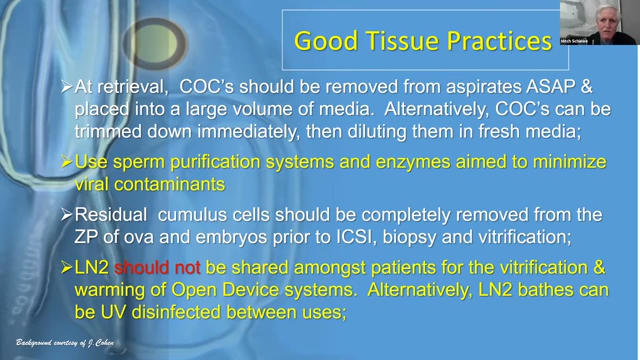 Good Tissue Practices
Mitch Schiewe
➢At retrieval, COC's should be removed from aspirates ASAP &
placed into a large volume of media. Alternatively, COC's can be
trimmed down immediately, then diluting them in fresh media;
➢Use sperm purification systems and enzymes aimed to minimize
viral contaminants
➢Residual cumulus cells should be completely removed from the
ZP of ova and embryos prior to ICSI, biopsy and vitrification;
➢LN2 should not be shared amongst patients for the vitrification &
warming of Open Device systems. Alternatively, LN2 bathes can
be UV disinfected between uses;
Background courtesy of J. Cohen